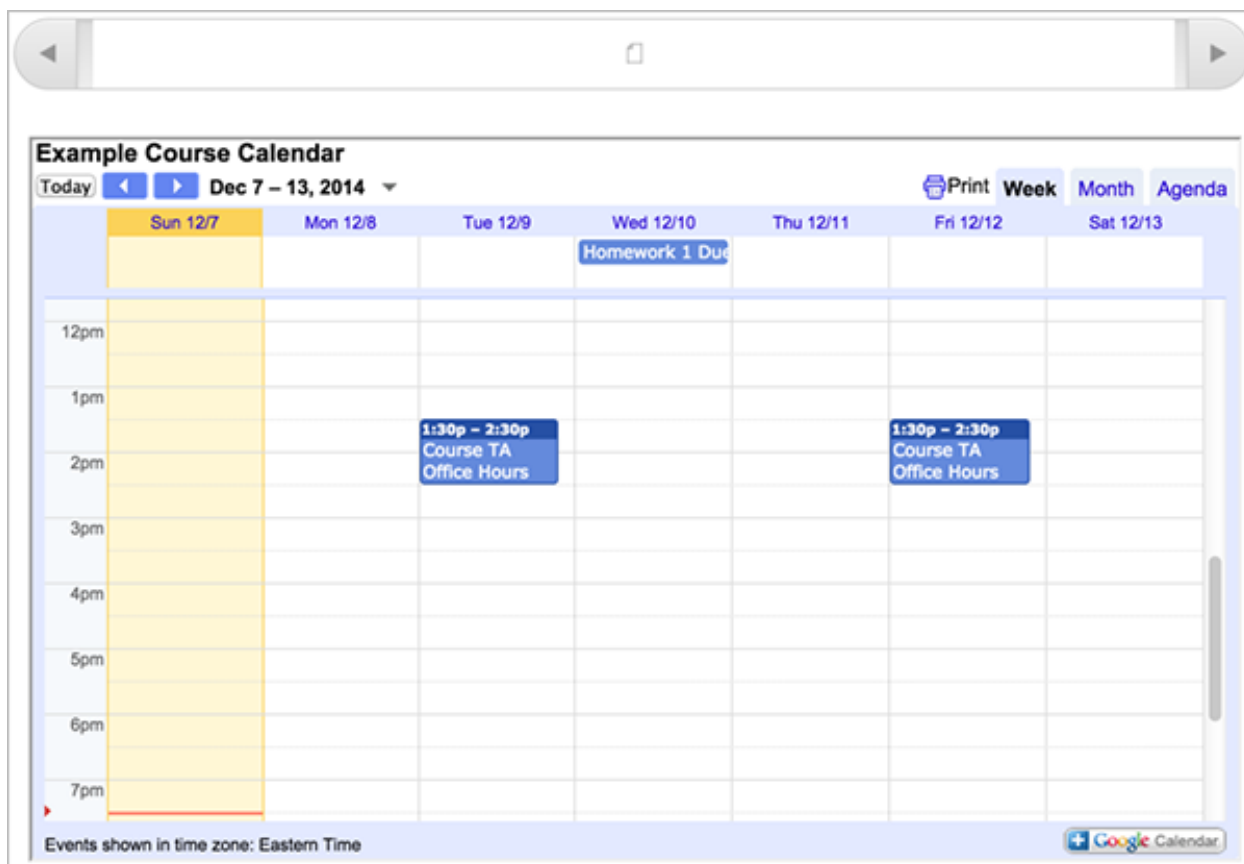 Example Course Calendar
Today Dec 7 – 13, 2014 Print Week Month Agenda
Sun 12/7 Mon 12/8 Tue 12/9 Wed 12/10 Thu 12/11 Fri 12/12 Sat 12/13
Homework 1 Due
12pm
1pm
1:30p – 2:30p 1:30p – 2:30p
Course TA Course TA
2pm
Office Hours Office Hours
3pm
4pm
5pm
6pm
7pm
Events shown in time zone: Eastern Time
Google Calendar